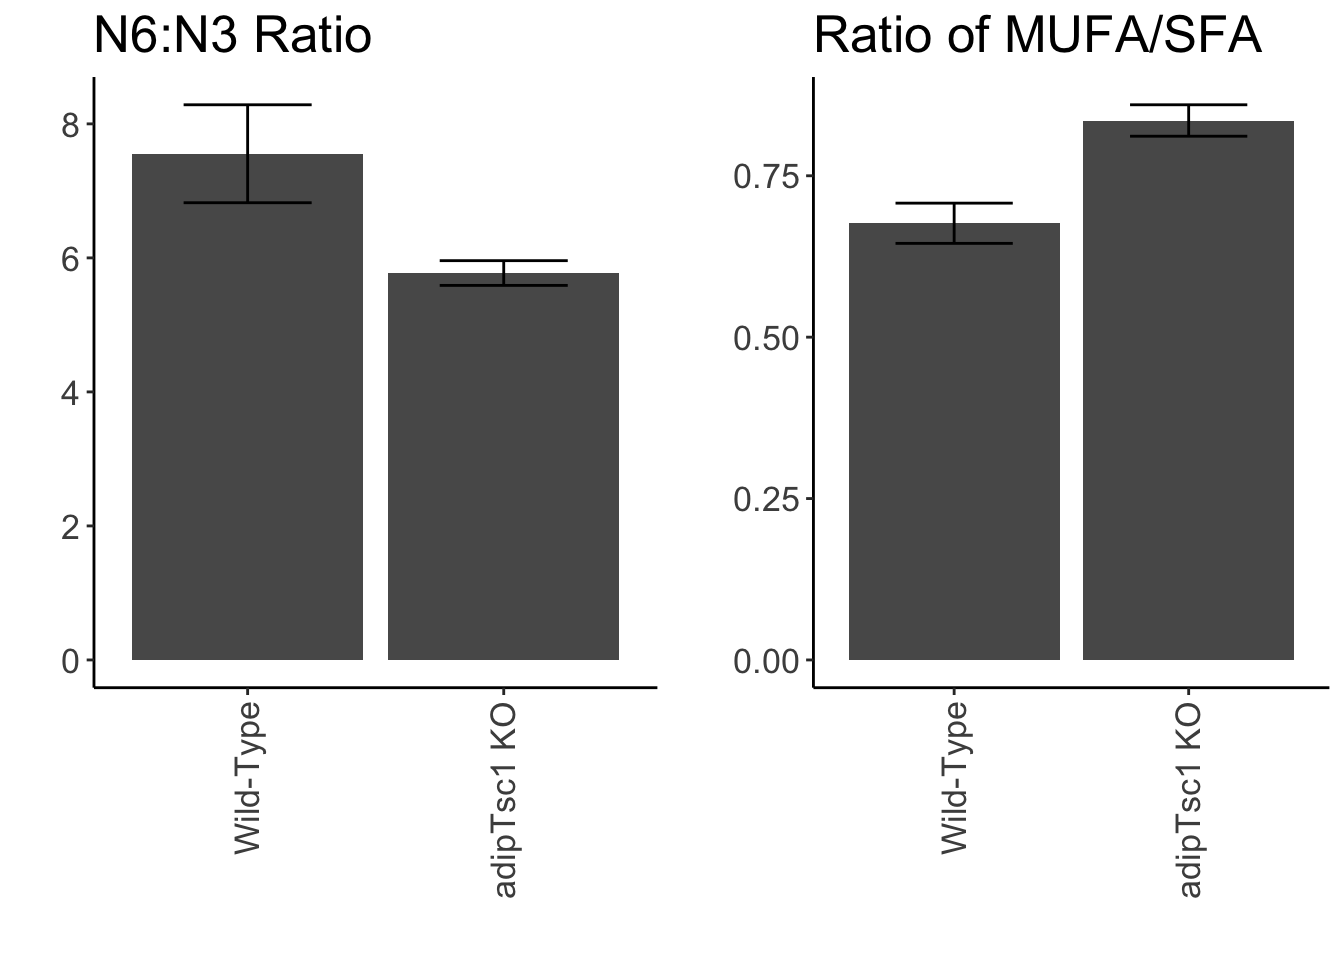 N6:N3 Ratio
8
6
4
2
0
Wild-Type
adipTsc1 KO
Ratio of MUFA/SFA
0.75
0.50
0.25
0.00
Wild-Type
adipTsc1 KO